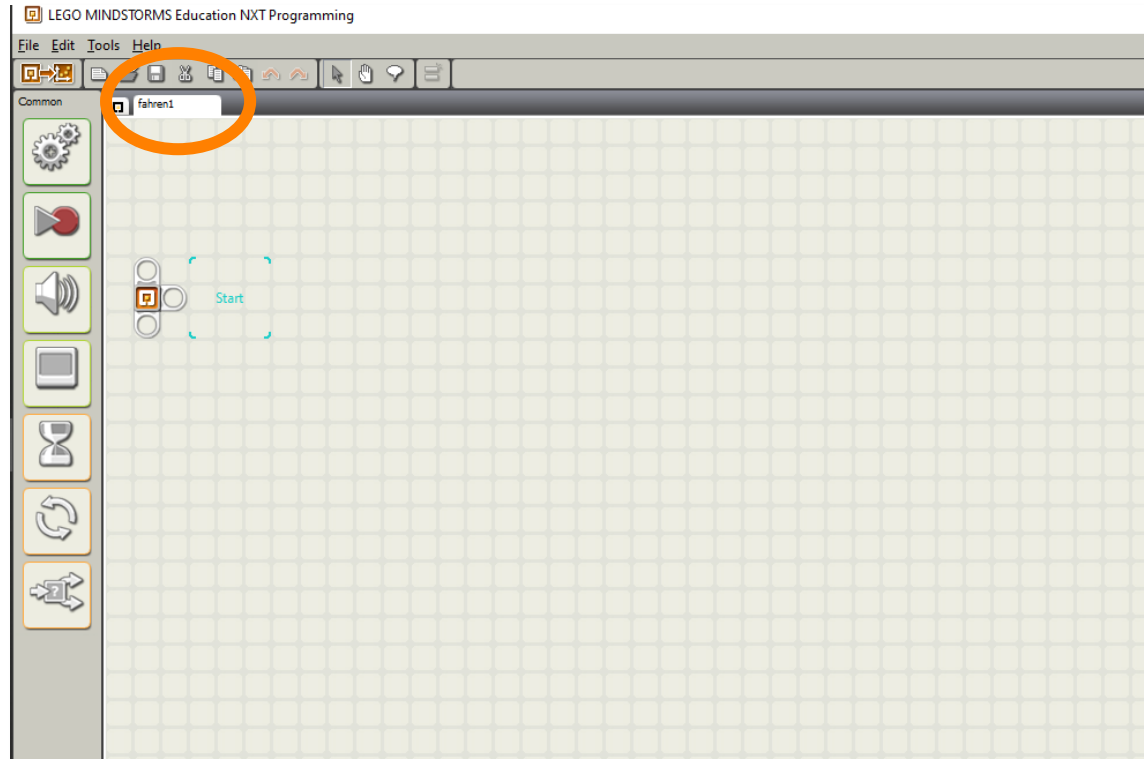 LEGO MINDSTORMS Education NXT Programming
File Edit Tools Help
Common
fahren1
Start